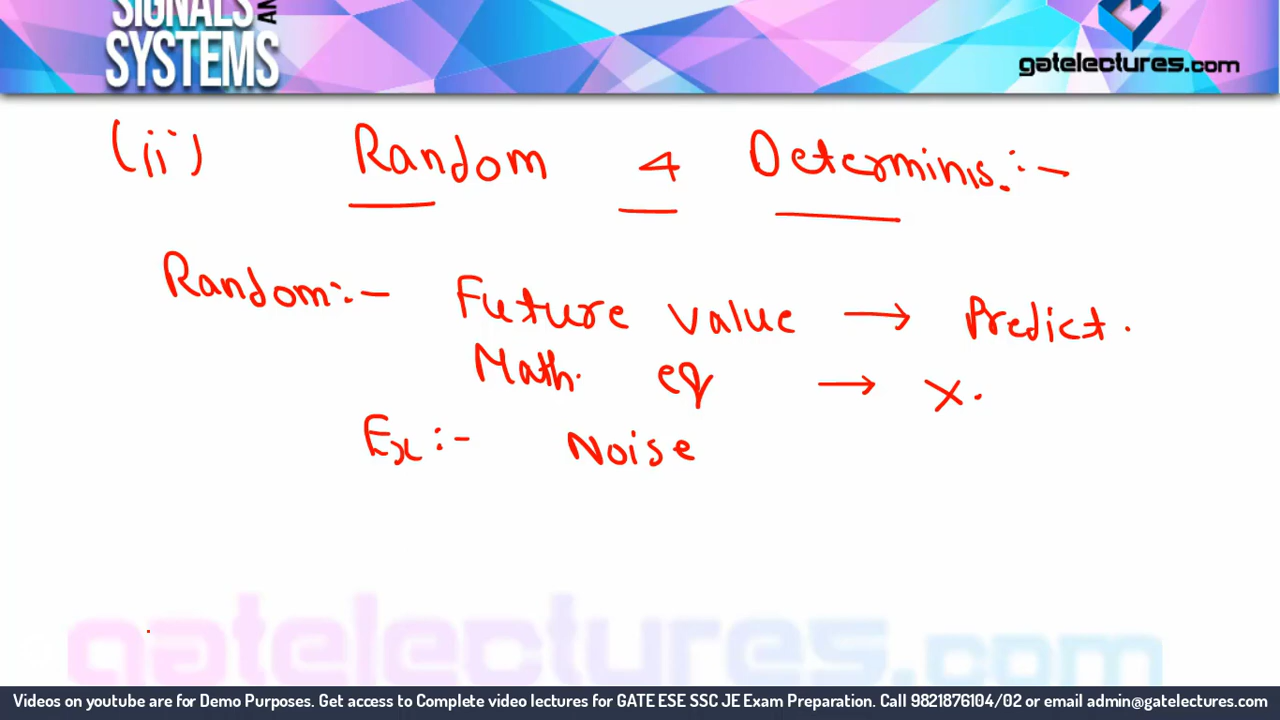 SIGNALS AND
SYSTEMS
gatelectures.com
(ii) Random & Determinis. :-
Random :- Future value → Predict.
Math. eq → x.
Ex :- Noise
gatelectures.com
Videos on youtube are for Demo Purposes. Get access to Complete video lectures for GATE ESE SSC JE Exam Preparation. Call 9821876104/02 or email admin@gatelectures.com